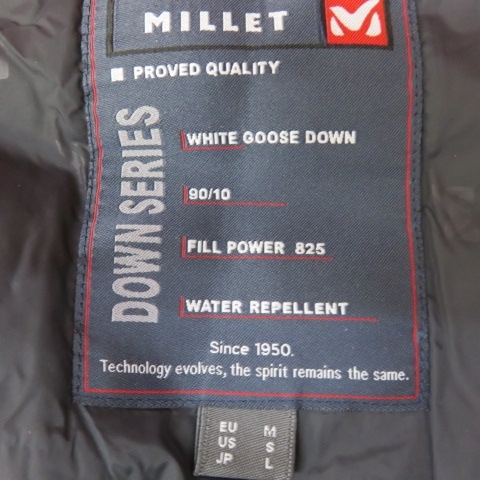 MILLET
PROVED QUALITY
DOWN SERIES
WHITE GOOSE DOWN
90/10
FILL POWER 825
WATER REPELLENT
Since 1950.
Technology evolves, the spirit remains the same.
EU M
US S
JP L